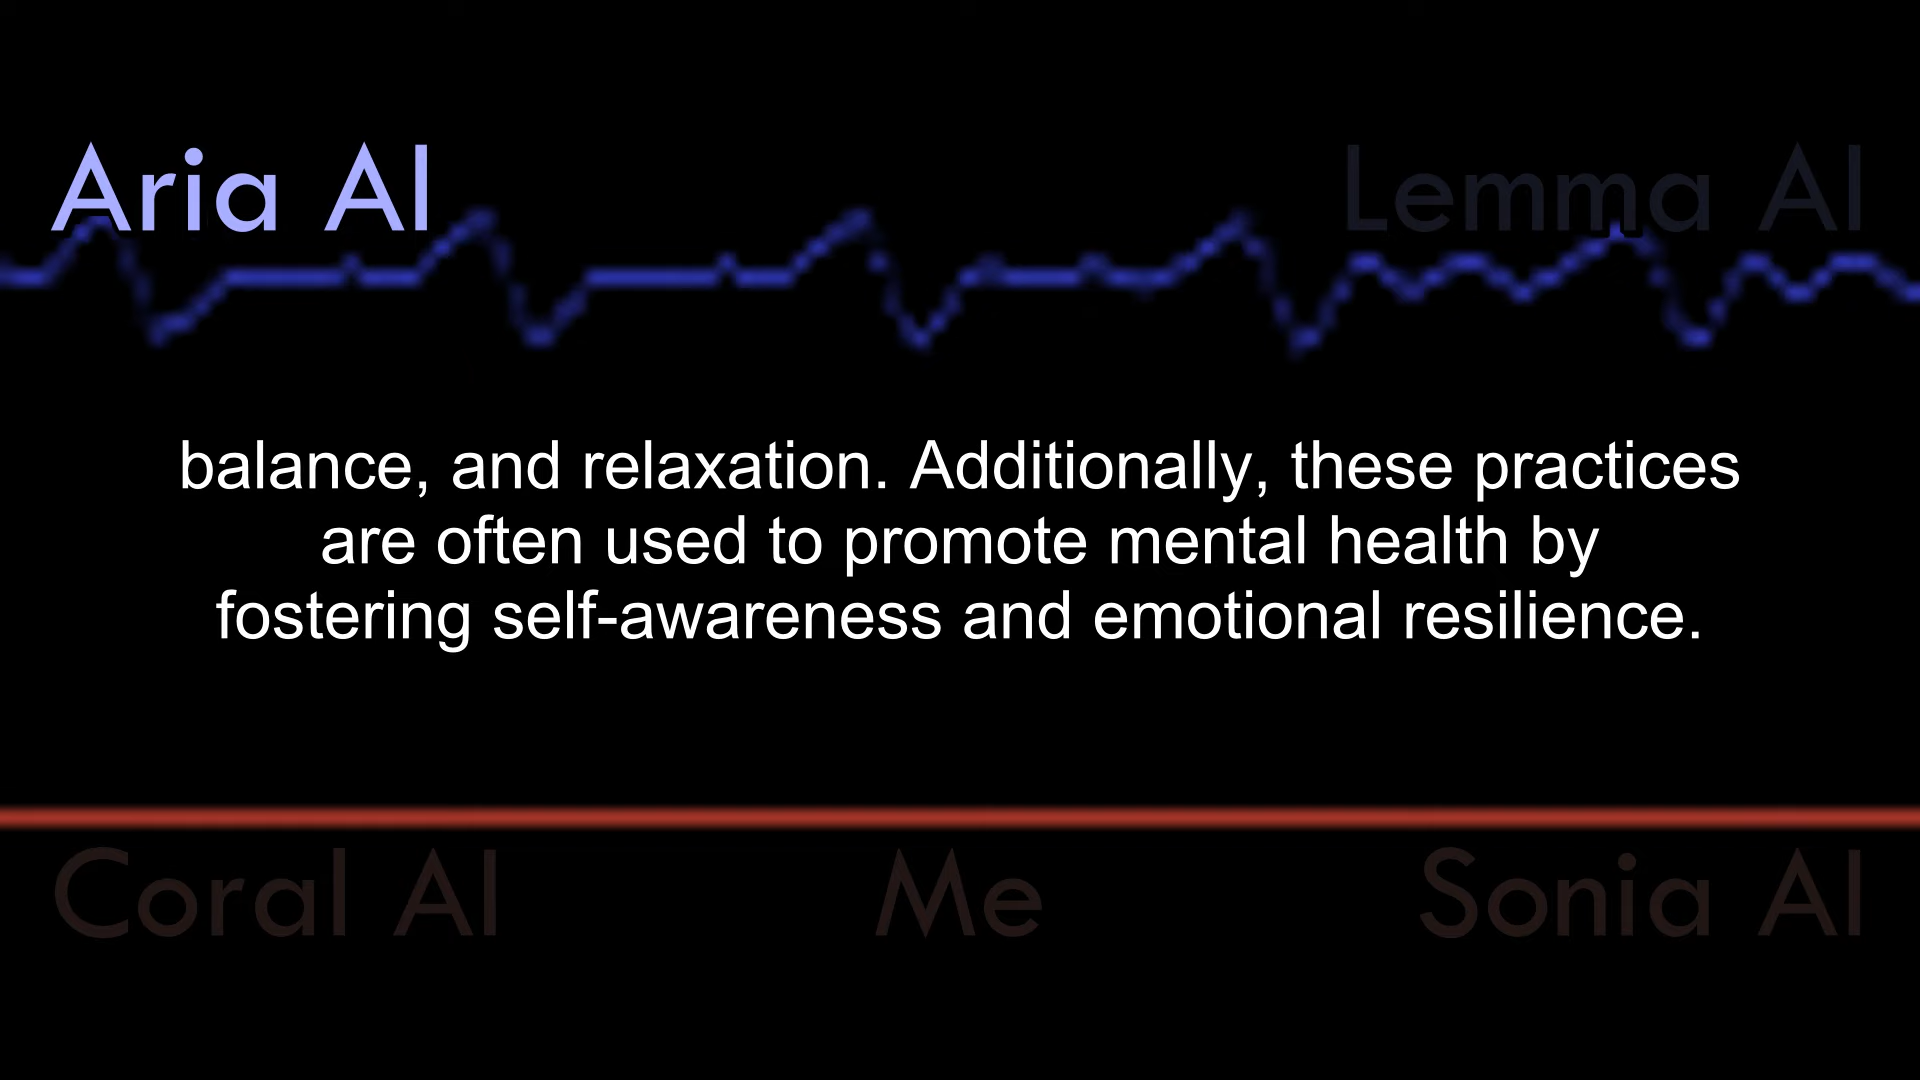 Aria AI
Lemma AI
balance, and relaxation. Additionally, these practices
are often used to promote mental health by
fostering self-awareness and emotional resilience.
Coral AI
Me
Sonia AI